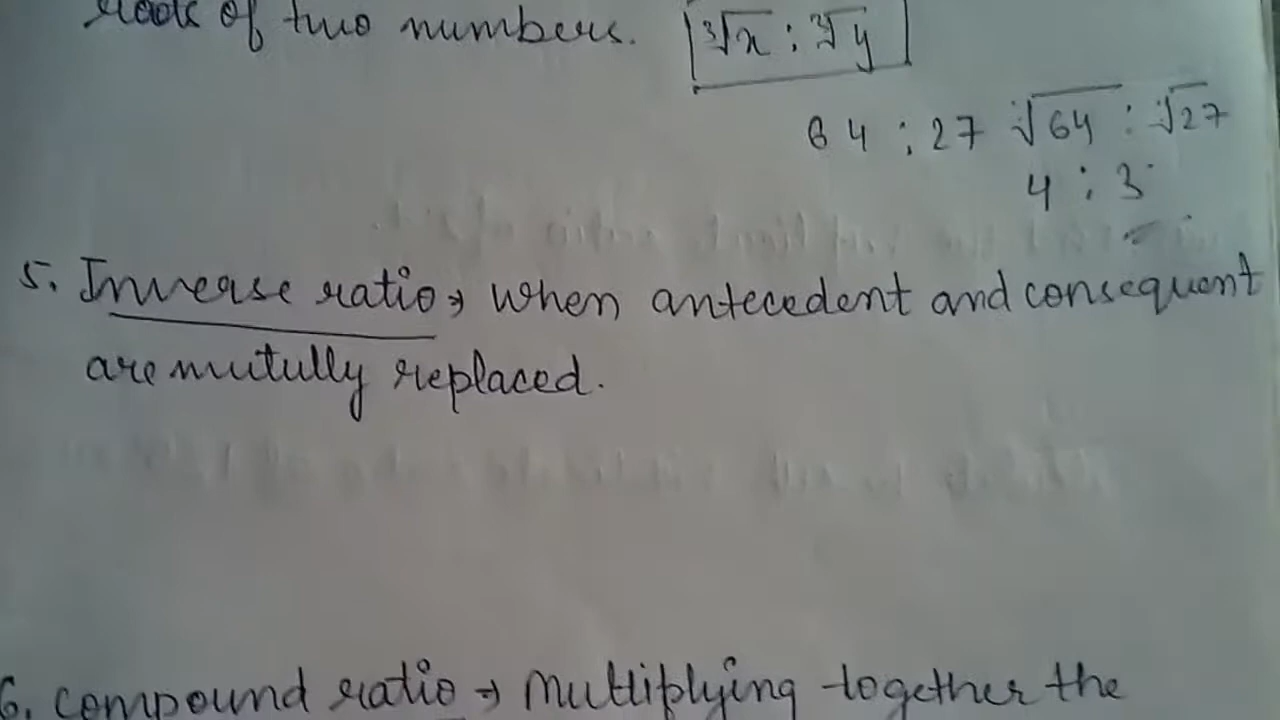 root of two numbers. ∛x : ∛y
64 : 27 ∛64 : ∛27
4 : 3
5. Inverse ratio → when antecedent and consequent
are mutully replaced.
6. compound ratio → multiplying together the